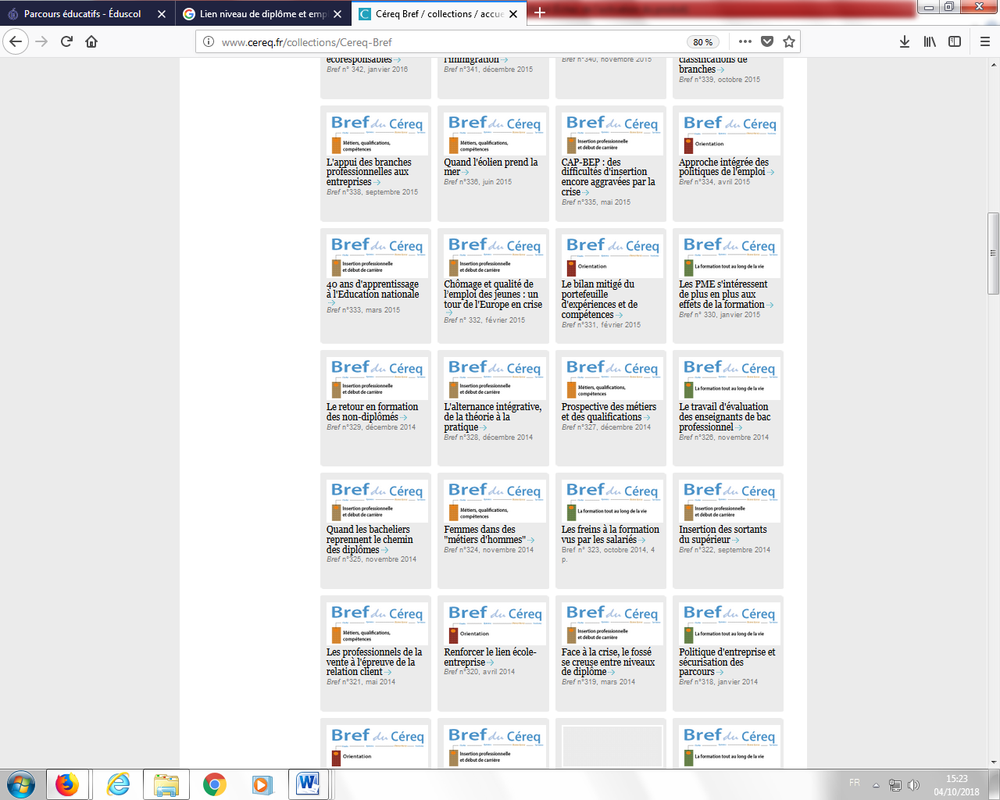 Parcours éducatifs - Éduscol
Lien niveau de diplôme et emp
Céreq Bref / collections / accue
www.cereq.fr/collections/Cereq-Bref
80 %
écoresponsables
Bref n° 342, janvier 2016
l'immigration
Bref n°341, décembre 2015
Bref n°340, novembre 2015
classifications de
branches
Bref n°339, octobre 2015
Bref du Céreq
Métiers, qualifications,
compétences
L'appui des branches
professionnelles aux
entreprises
Bref n°338, septembre 2015
Bref du Céreq
Métiers, qualifications,
compétences
Quand l'éolien prend la
mer
Bref n°336, juin 2015
Bref du Céreq
Insertion professionnelle
et début de carrière
CAP-BEP : des
difficultés d'insertion
encore aggravées par la
crise
Bref n°335, mai 2015
Bref du Céreq
Orientation
Approche intégrée des
politiques de l'emploi
Bref n°334, avril 2015
Bref du Céreq
Insertion professionnelle
et début de carrière
40 ans d'apprentissage
à l'Education nationale
Bref n°333, mars 2015
Bref du Céreq
Insertion professionnelle
et début de carrière
Chômage et qualité de
l'emploi des jeunes : un
tour de l'Europe en crise
Bref n° 332, février 2015
Bref du Céreq
Orientation
Le bilan mitigé du
portefeuille
d'expériences et de
compétences
Bref n°331, février 2015
Bref du Céreq
La formation tout au long de la vie
Les PME s'intéressent
de plus en plus aux
effets de la formation
Bref n° 330, janvier 2015
Bref du Céreq
Insertion professionnelle
et début de carrière
Le retour en formation
des non-diplômés
Bref n°329, décembre 2014
Bref du Céreq
Insertion professionnelle
et début de carrière
L'alternance intégrative,
de la théorie à la
pratique
Bref n°328, décembre 2014
Bref du Céreq
Métiers, qualifications,
compétences
Prospective des métiers
et des qualifications
Bref n°327, décembre 2014
Bref du Céreq
La formation tout au long de la vie
Le travail d'évaluation
des enseignants de bac
professionnel
Bref n°326, novembre 2014
Bref du Céreq
Insertion professionnelle
et début de carrière
Quand les bacheliers
reprennent le chemin
des diplômes
Bref n°325, novembre 2014
Bref du Céreq
Métiers, qualifications,
compétences
Femmes dans des
"métiers d'hommes"
Bref n°324, novembre 2014
Bref du Céreq
La formation tout au long de la vie
Les freins à la formation
vus par les salariés
Bref n° 323, octobre 2014, 4
p.
Bref du Céreq
Insertion professionnelle
et début de carrière
Insertion des sortants
du supérieur
Bref n°322, septembre 2014
Bref du Céreq
Métiers, qualifications,
compétences
Les professionnels de la
vente à l'épreuve de la
relation client
Bref n°321, mai 2014
Bref du Céreq
Orientation
Renforcer le lien école-
entreprise
Bref n°320, avril 2014
Bref du Céreq
Insertion professionnelle
et début de carrière
Face à la crise, le fossé
se creuse entre niveaux
de diplôme
Bref n°319, mars 2014
Bref du Céreq
La formation tout au long de la vie
Politique d'entreprise et
sécurisation des
parcours
Bref n°318, janvier 2014
Bref du Céreq
Orientation
Bref du Céreq
Insertion professionnelle
et début de carrière
Bref du Céreq
La formation tout au long de la vie
FR
15:23
04/10/2018